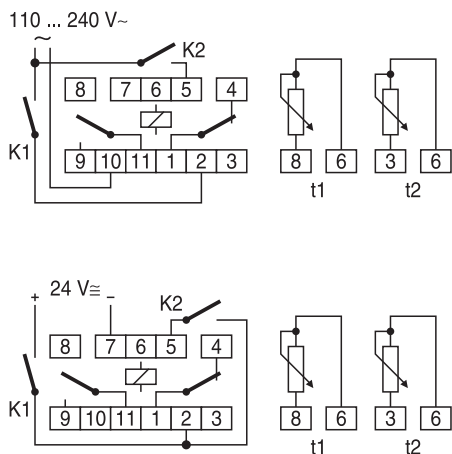 110 ... 240 V~
~
K2
8 7 6 5 4
K1
9 10 11 1 2 3
8 6 3 6
t1 t2
+ 24 V≅ –
K2
8 7 6 5 4
K1
9 10 11 1 2 3
8 6 3 6
t1 t2